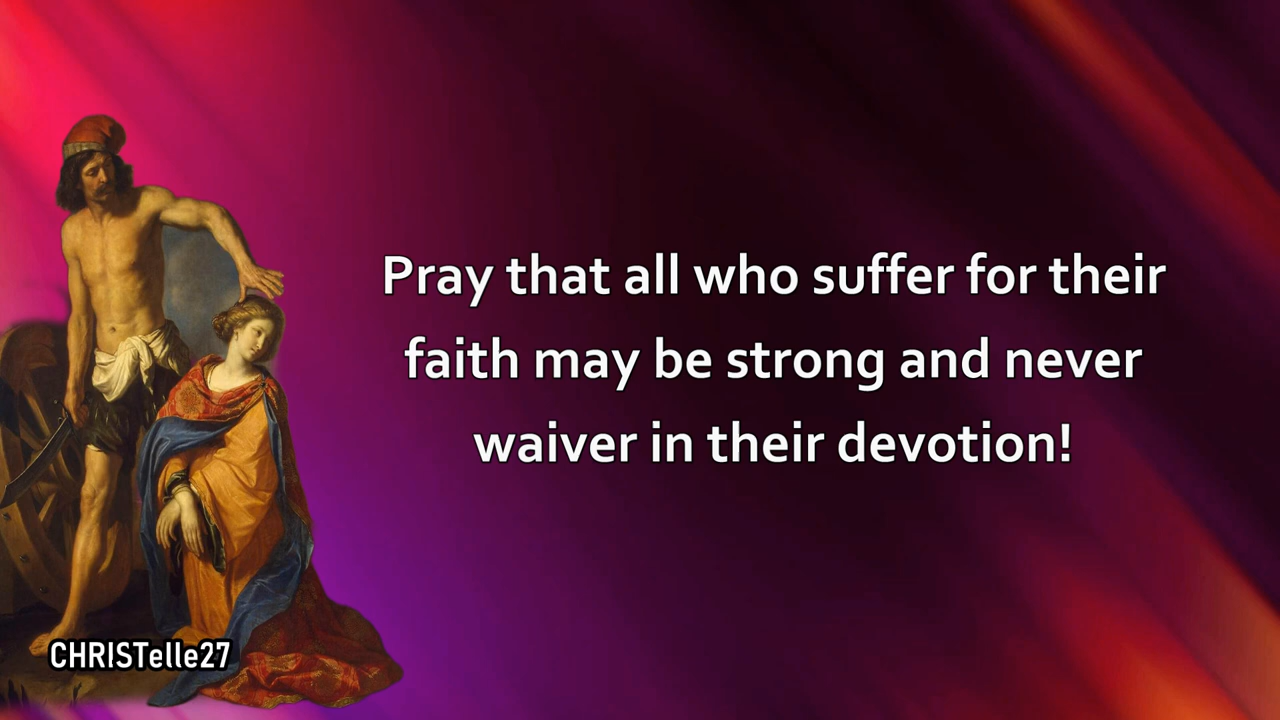 Pray that all who suffer for their
faith may be strong and never
waiver in their devotion!
CHRISTelle27